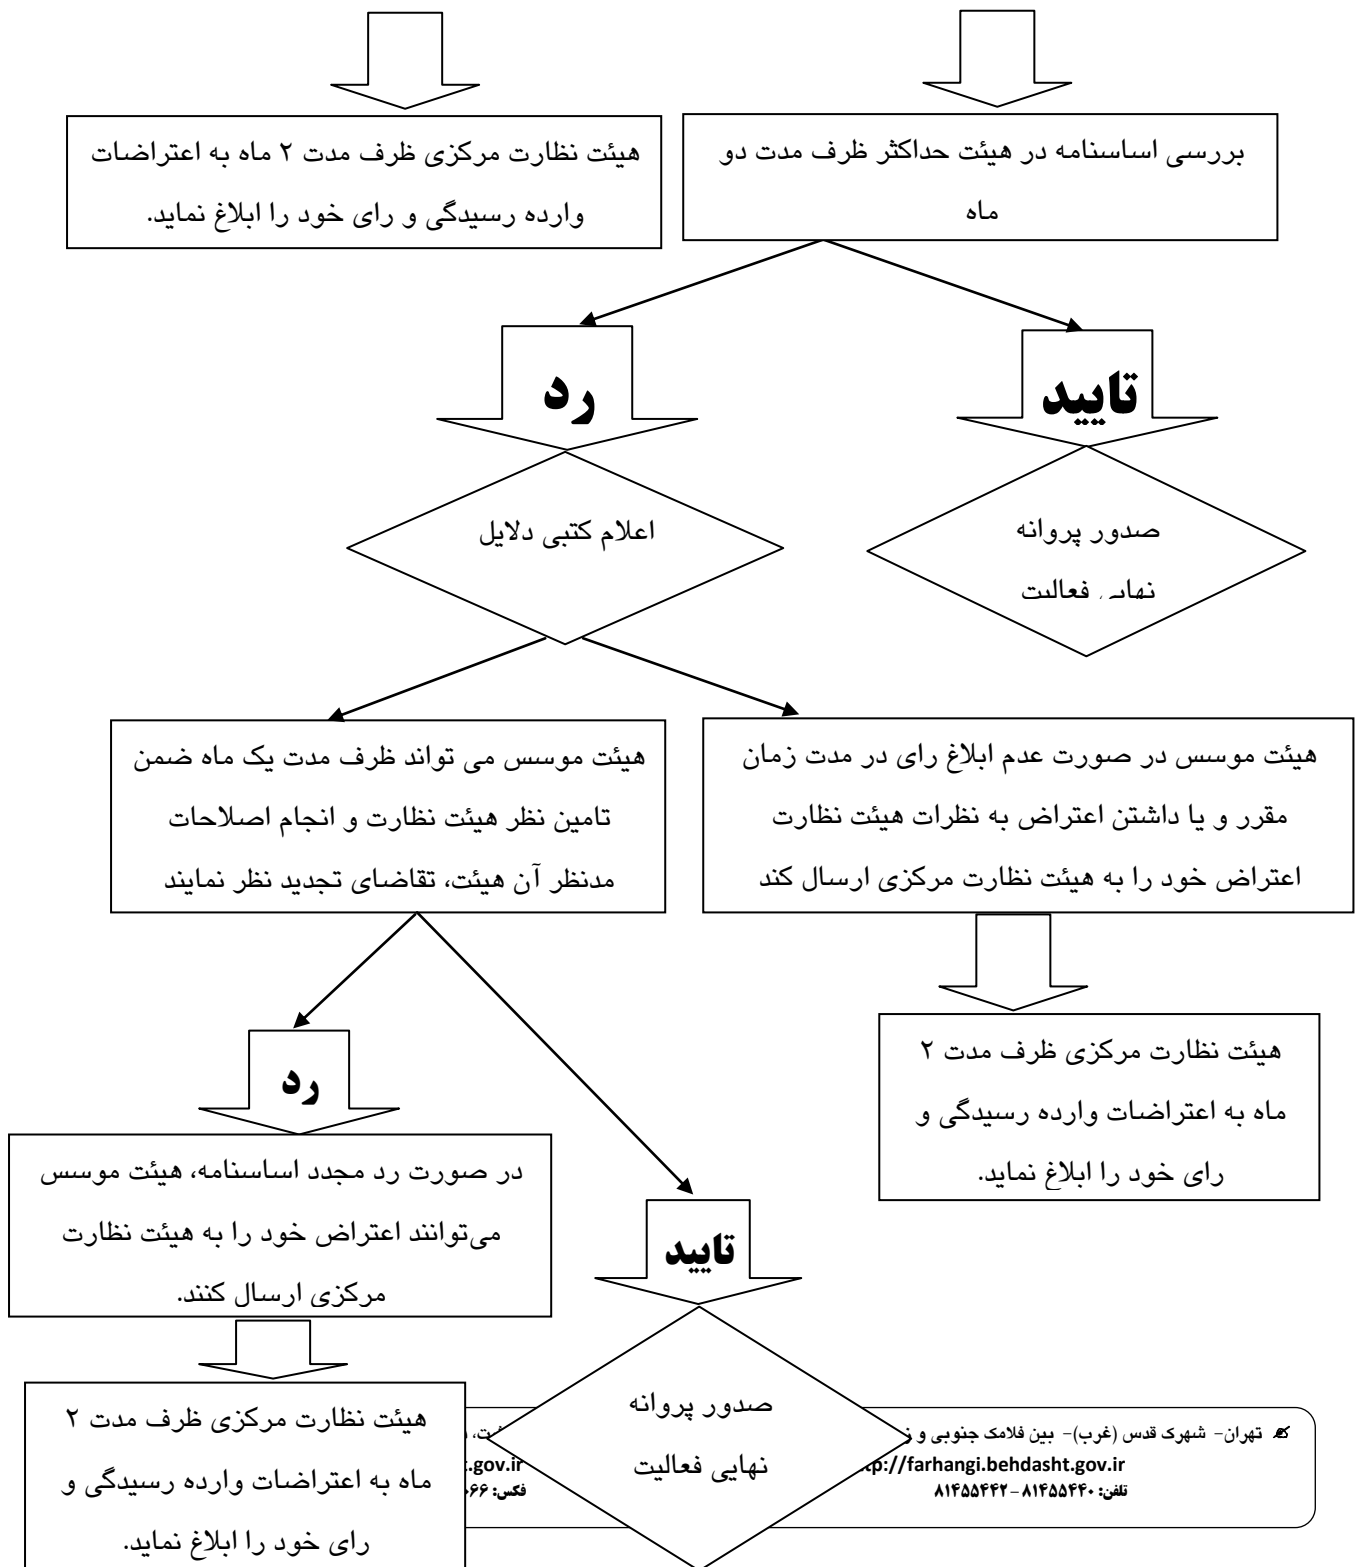 بررسی اساسنامه در هیئت حداکثر ظرف مدت دو
ماه
هیئت نظارت مرکزی ظرف مدت ۲ ماه به اعتراضات
وارده رسیدگی و رای خود را ابلاغ نماید.
تایید
رد
صدور پروانه
نهایی فعالیت
اعلام کتبی دلایل
هیئت موسس در صورت عدم ابلاغ رای در مدت زمان
مقرر و یا داشتن اعتراض به نظرات هیئت نظارت
اعتراض خود را به هیئت نظارت مرکزی ارسال کند
هیئت موسس می تواند ظرف مدت یک ماه ضمن
تامین نظر هیئت نظارت و انجام اصلاحات
مدنظر آن هیئت، تقاضای تجدید نظر نمایند
هیئت نظارت مرکزی ظرف مدت ۲
ماه به اعتراضات وارده رسیدگی و
رای خود را ابلاغ نماید.
رد
در صورت رد مجدد اساسنامه، هیئت موسس
می‌توانند اعتراض خود را به هیئت نظارت
مرکزی ارسال کنند.
تایید
صدور پروانه
نهایی فعالیت
هیئت نظارت مرکزی ظرف مدت ۲
ماه به اعتراضات وارده رسیدگی و
رای خود را ابلاغ نماید.
تهران- شهرک قدس (غرب)- بین فلامک جنوبی و
.p://farhangi.behdasht.gov.ir
.gov.ir
تلفن: ۸۱۴۵۵۴۴۰ – ۸۱۴۵۵۴۴۲
فکس: ۰۶۶